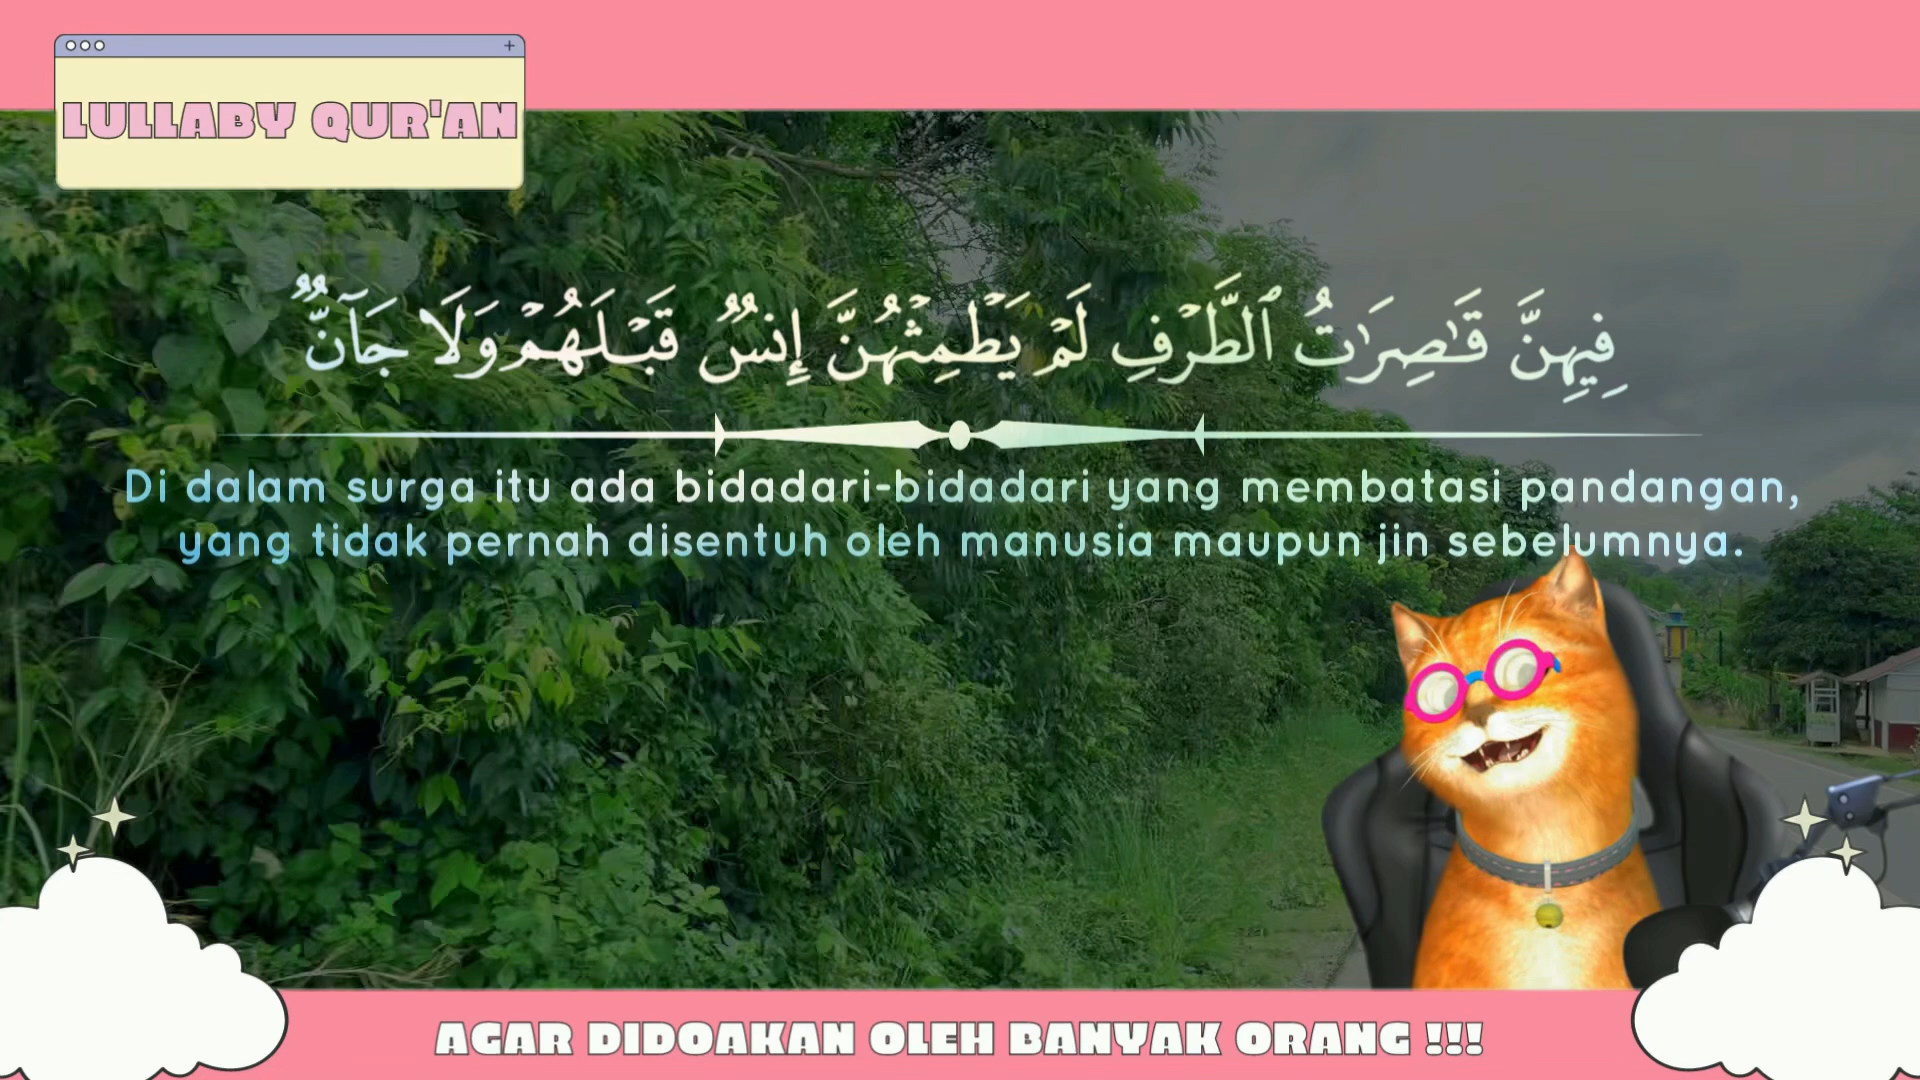 LULLABY QUR'AN
فِيهِنَّ قَٰصِرَٰتُ ٱلطَّرْفِ لَمْ يَطْمِثْهُنَّ إِنسٌ قَبْلَهُمْ وَلَا جَآنٌّ
Di dalam surga itu ada bidadari-bidadari yang membatasi pandangan,
yang tidak pernah disentuh oleh manusia maupun jin sebelumnya.
AGAR DIDOAKAN OLEH BANYAK ORANG !!!